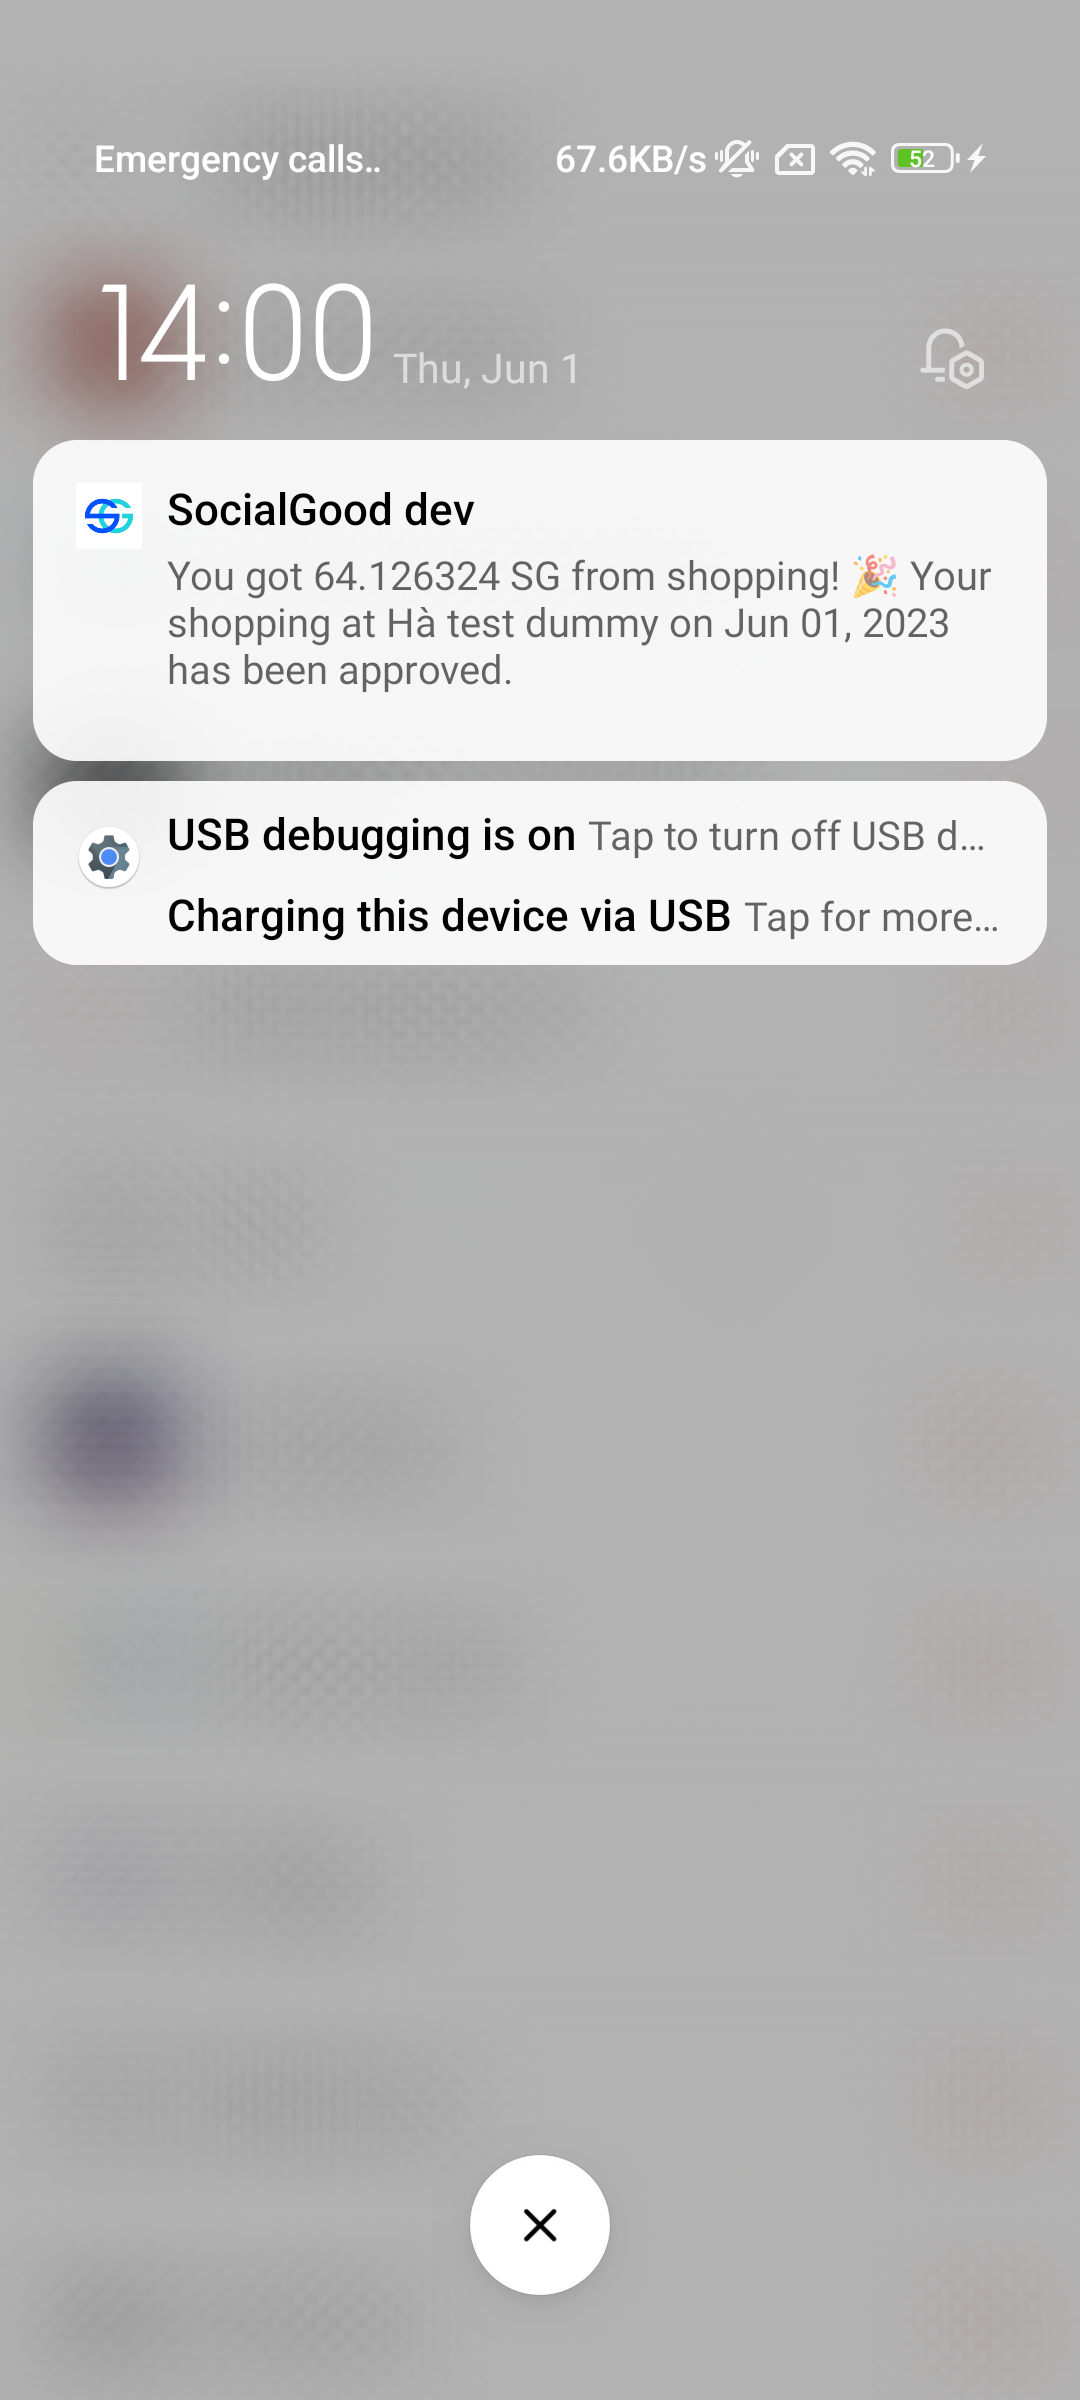 Emergency calls..
67.6KB/s
52
14:00 Thu, Jun 1
SocialGood dev
You got 64.126324 SG from shopping! 🎉 Your
shopping at Hà test dummy on Jun 01, 2023
has been approved.
USB debugging is on Tap to turn off USB d...
Charging this device via USB Tap for more...